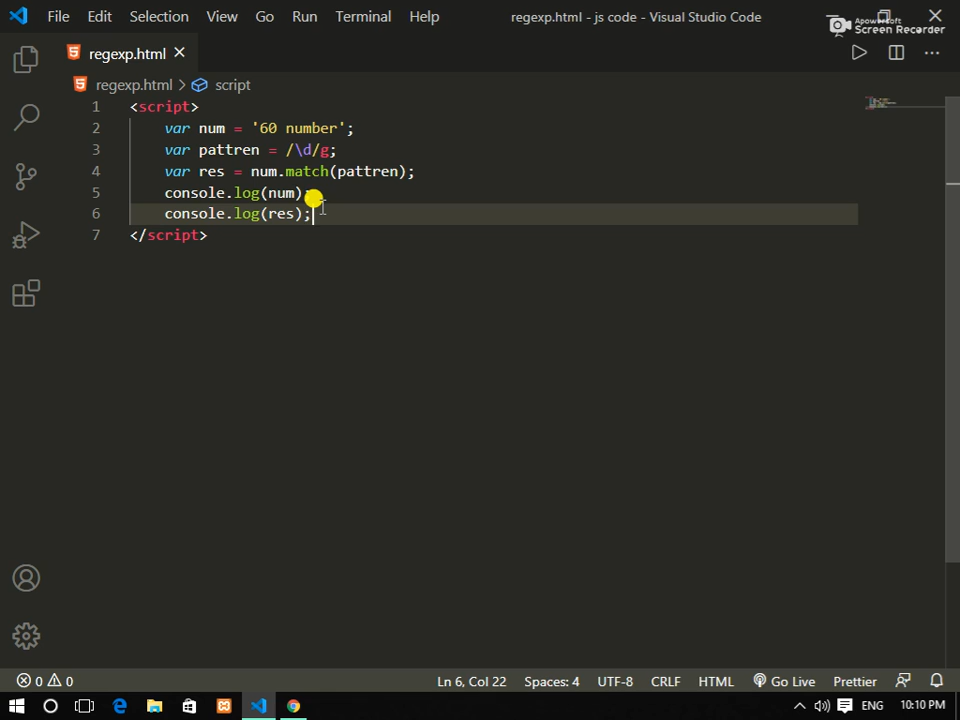 File Edit Selection View Go Run Terminal Help regexp.html - js code - Visual Studio Code
Apowersoft
Screen Recorder
regexp.html
regexp.html > script
1 <script>
2 var num = '60 number';
3 var pattren = /\d/g;
4 var res = num.match(pattren);
5 console.log(num);
6 console.log(res);
7 </script>
0 0 Ln 6, Col 22 Spaces: 4 UTF-8 CRLF HTML Go Live Prettier
ENG 10:10 PM